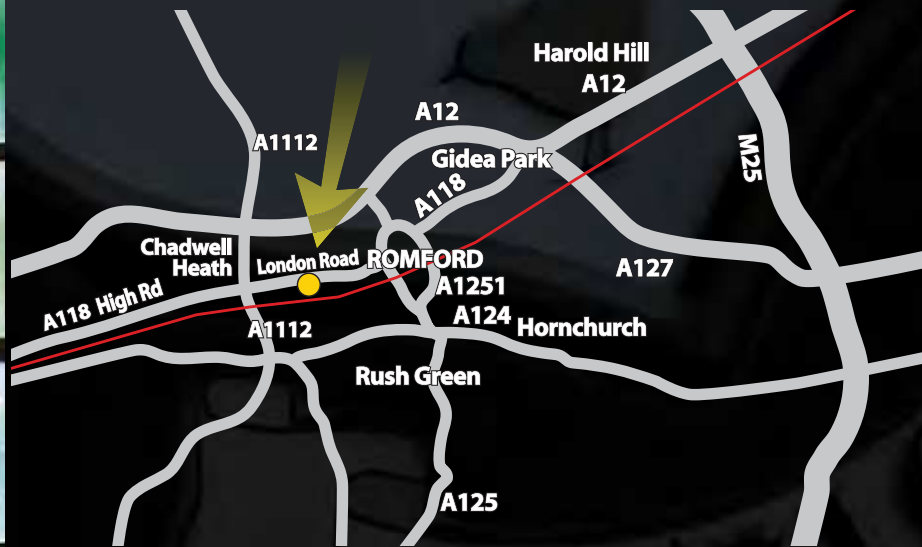 Harold Hill
A12
A12
A1112
M25
Gidea Park
A118
Chadwell
Heath
London Road
ROMFORD
A127
A118 High Rd
A1251
A124
Hornchurch
A1112
Rush Green
A125